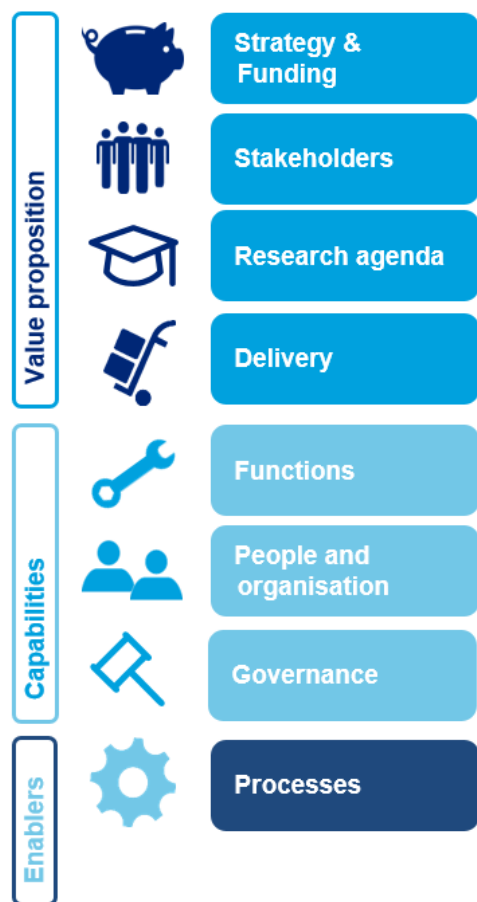 Value proposition
Strategy &
Funding
Stakeholders
Research agenda
Delivery
Capabilities
Functions
People and
organisation
Governance
Enablers
Processes